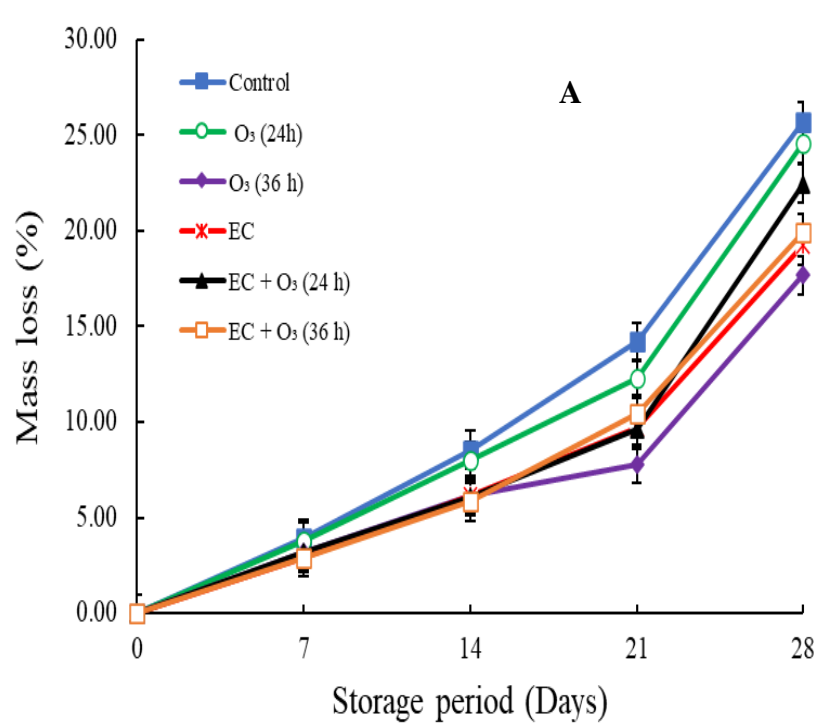 30.00
25.00
20.00
15.00
10.00
5.00
0.00
Mass loss (%)
Control
O₃ (24h)
O₃ (36 h)
EC
EC + O₃ (24 h)
EC + O₃ (36 h)
A
0 7 14 21 28
Storage period (Days)